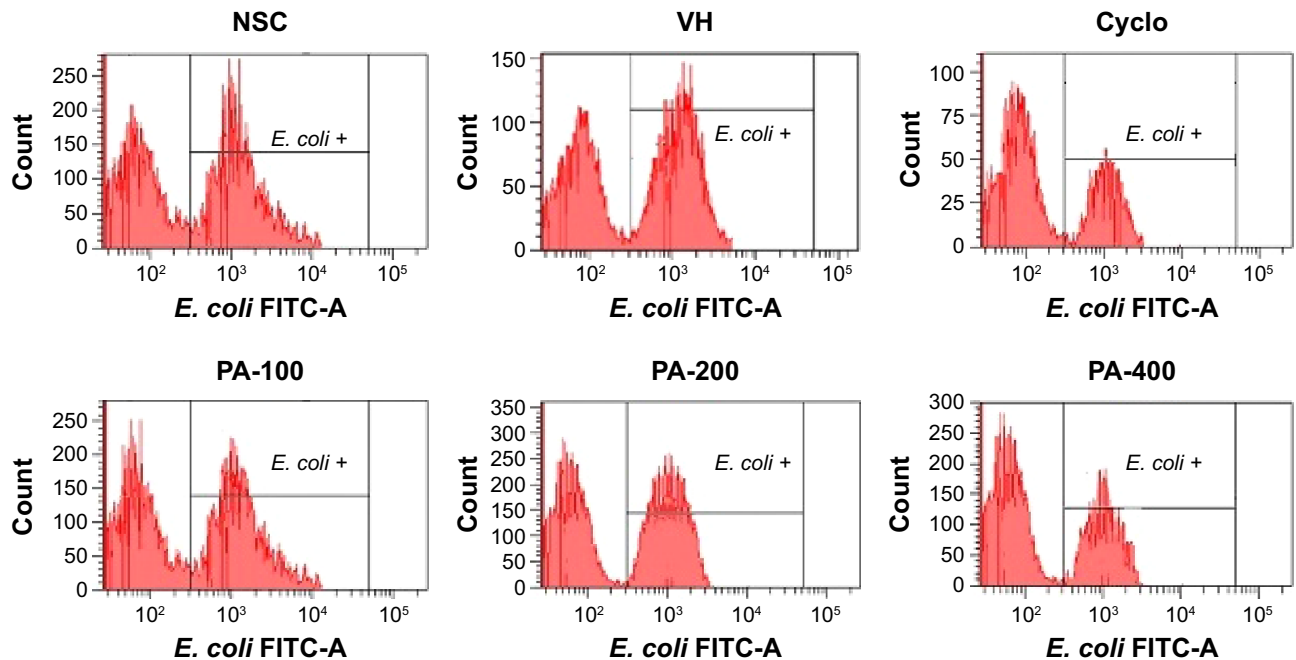 NSC
Count
250
200
150
100
50
0
E. coli +
10²
10³
10⁴
10⁵
E. coli FITC-A
VH
Count
150
100
50
0
E. coli +
10²
10³
10⁴
10⁵
E. coli FITC-A
Cyclo
Count
100
75
50
25
0
E. coli +
10²
10³
10⁴
10⁵
E. coli FITC-A
PA-100
Count
250
200
150
100
50
0
E. coli +
10²
10³
10⁴
10⁵
E. coli FITC-A
PA-200
Count
350
300
250
200
150
100
50
0
E. coli +
10²
10³
10⁴
10⁵
E. coli FITC-A
PA-400
Count
300
250
200
150
100
50
0
E. coli +
10²
10³
10⁴
10⁵
E. coli FITC-A